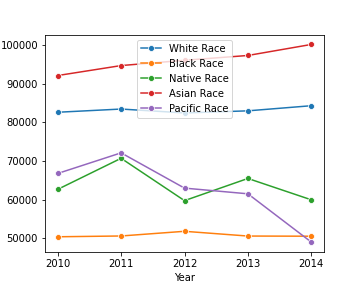 100000
90000
80000
70000
60000
50000
White Race
Black Race
Native Race
Asian Race
Pacific Race
2010 2011 2012 2013 2014
Year